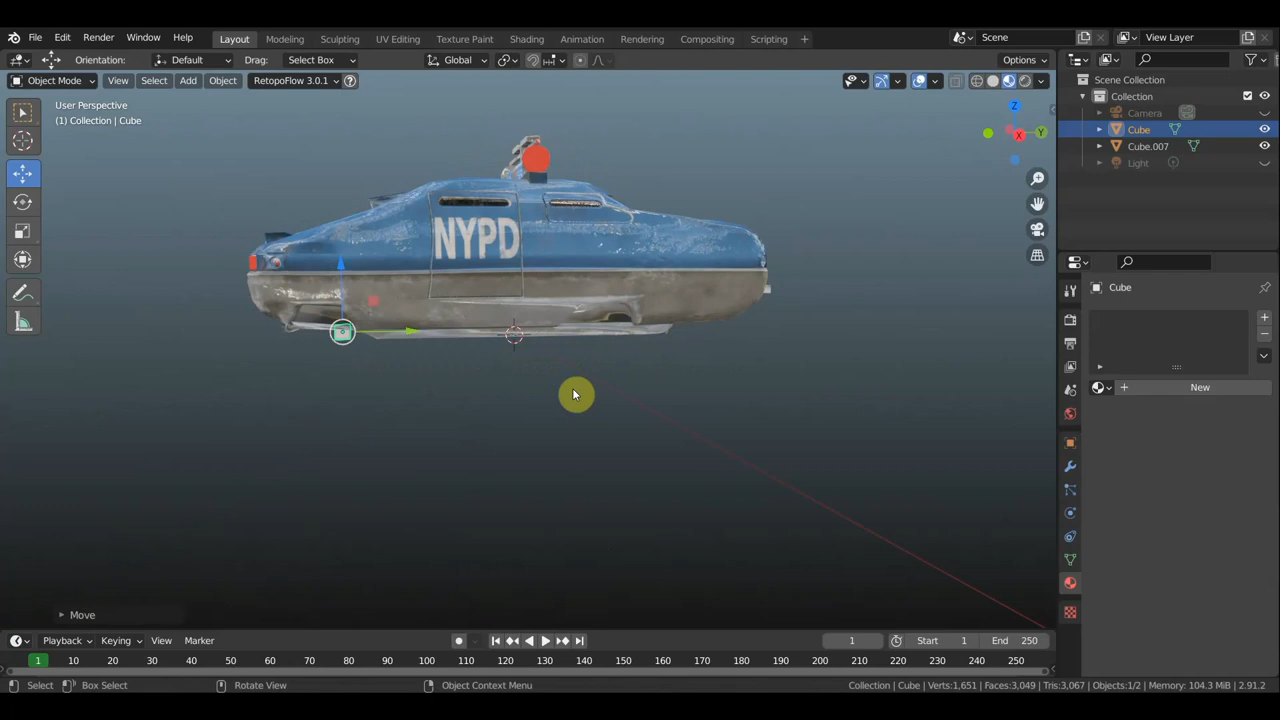 File Edit Render Window Help Layout Modeling Sculpting UV Editing Texture Paint Shading Animation Rendering Compositing Scripting + Scene View Layer
Orientation: Default Drag: Select Box Global Options
Object Mode View Select Add Object RetopoFlow 3.0.1
User Perspective
(1) Collection | Cube
Scene Collection
Collection
Camera
Cube
Cube.007
Light
Z
Y
X
NYPD
Cube
New
Move
Playback Keying View Marker 1 Start 1 End 250
1 10 20 30 40 50 60 70 80 90 100 110 120 130 140 150 160 170 180 190 200 210 220 230 240 250
Select Box Select Rotate View Object Context Menu Collection | Cube | Verts:1,651 | Faces:3,049 | Tris:3,067 | Objects:1/2 | Memory: 104.3 MiB | 2.91.2